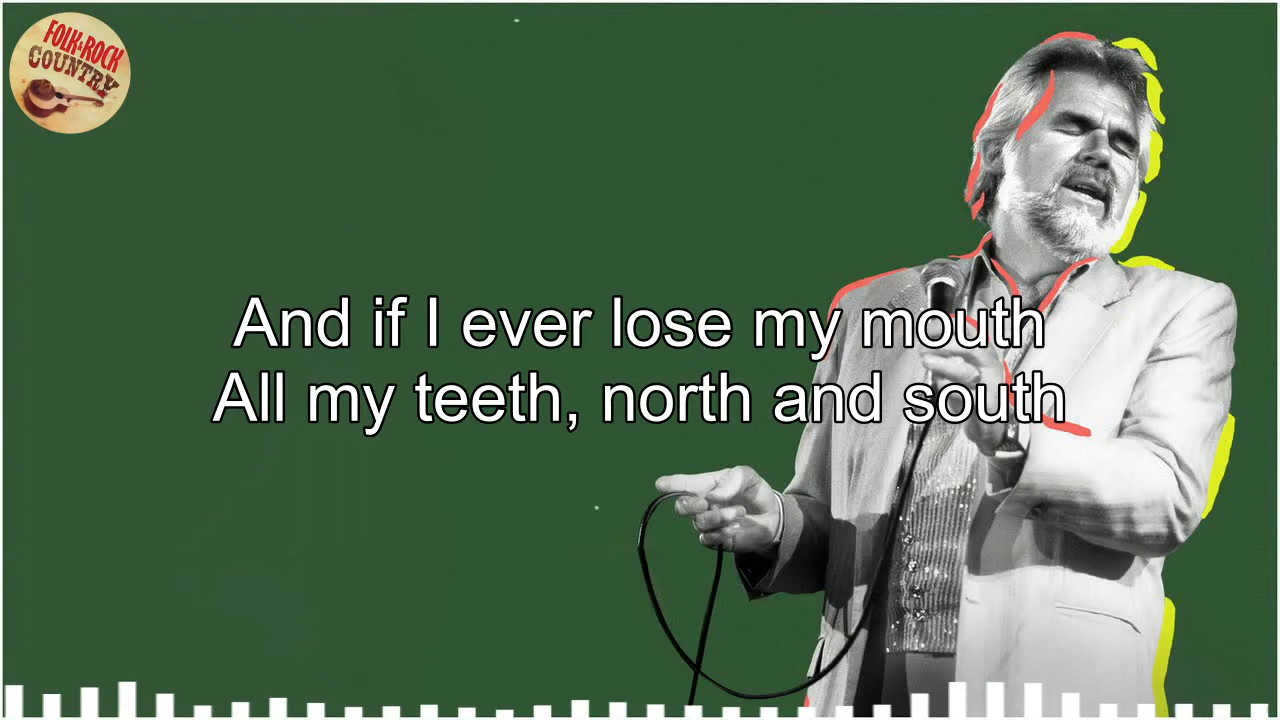 FOLK & ROCK
COUNTRY
And if I ever lose my mouth
All my teeth, north and south